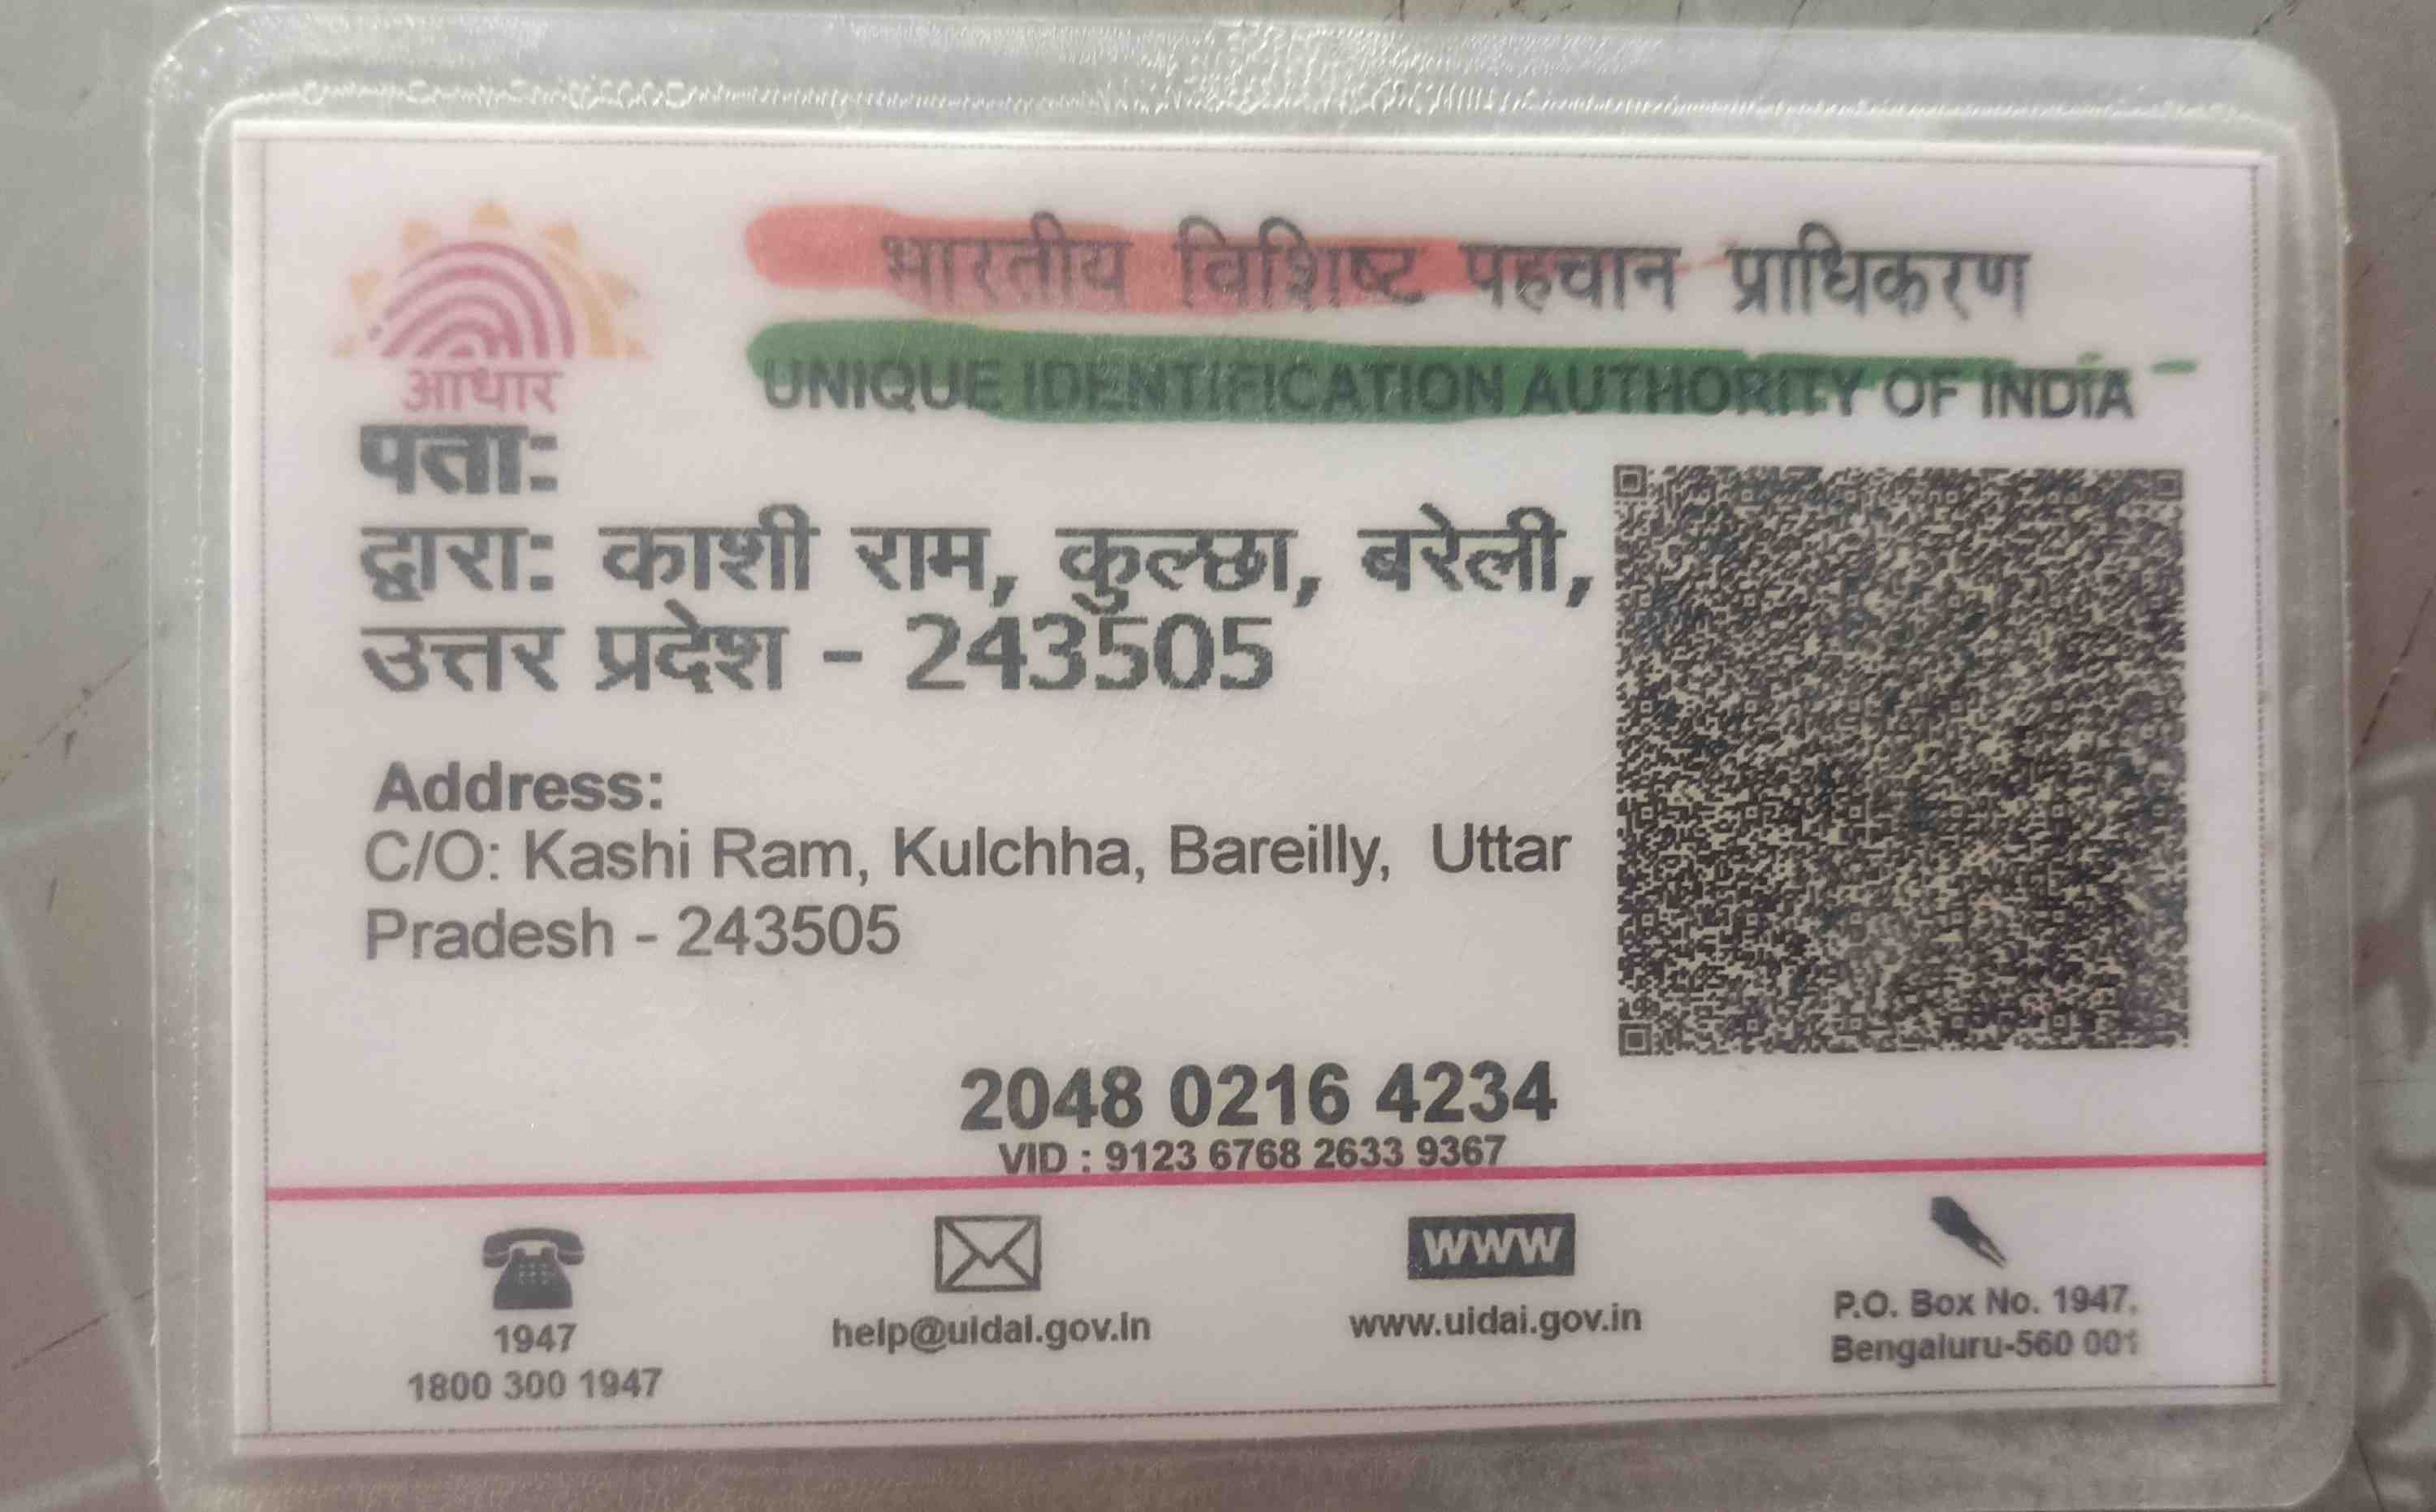 भारतीय विशिष्ट पहचान प्राधिकरण
UNIQUE IDENTIFICATION AUTHORITY OF INDIA
आधार
पता:
द्वारा: काशी राम, कुल्छा, बरेली,
उत्तर प्रदेश - 243505
Address:
C/O: Kashi Ram, Kulchha, Bareilly, Uttar
Pradesh - 243505
2048 0216 4234
VID : 9123 6768 2633 9367
1947
1800 300 1947
help@uidai.gov.in
WWW
www.uidai.gov.in
P.O. Box No. 1947,
Bengaluru-560 001